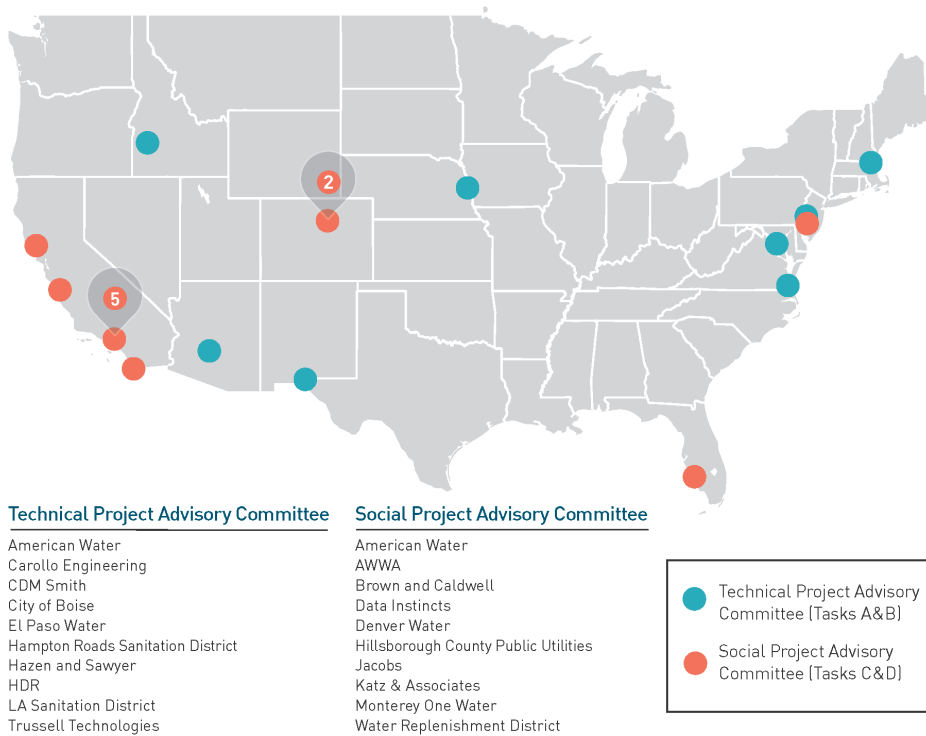 2
5
Technical Project Advisory Committee
American Water
Carollo Engineering
CDM Smith
City of Boise
El Paso Water
Hampton Roads Sanitation District
Hazen and Sawyer
HDR
LA Sanitation District
Trussell Technologies
Social Project Advisory Committee
American Water
AWWA
Brown and Caldwell
Data Instincts
Denver Water
Hillsborough County Public Utilities
Jacobs
Katz & Associates
Monterey One Water
Water Replenishment District
Technical Project Advisory
Committee (Tasks A&B)
Social Project Advisory
Committee (Tasks C&D)